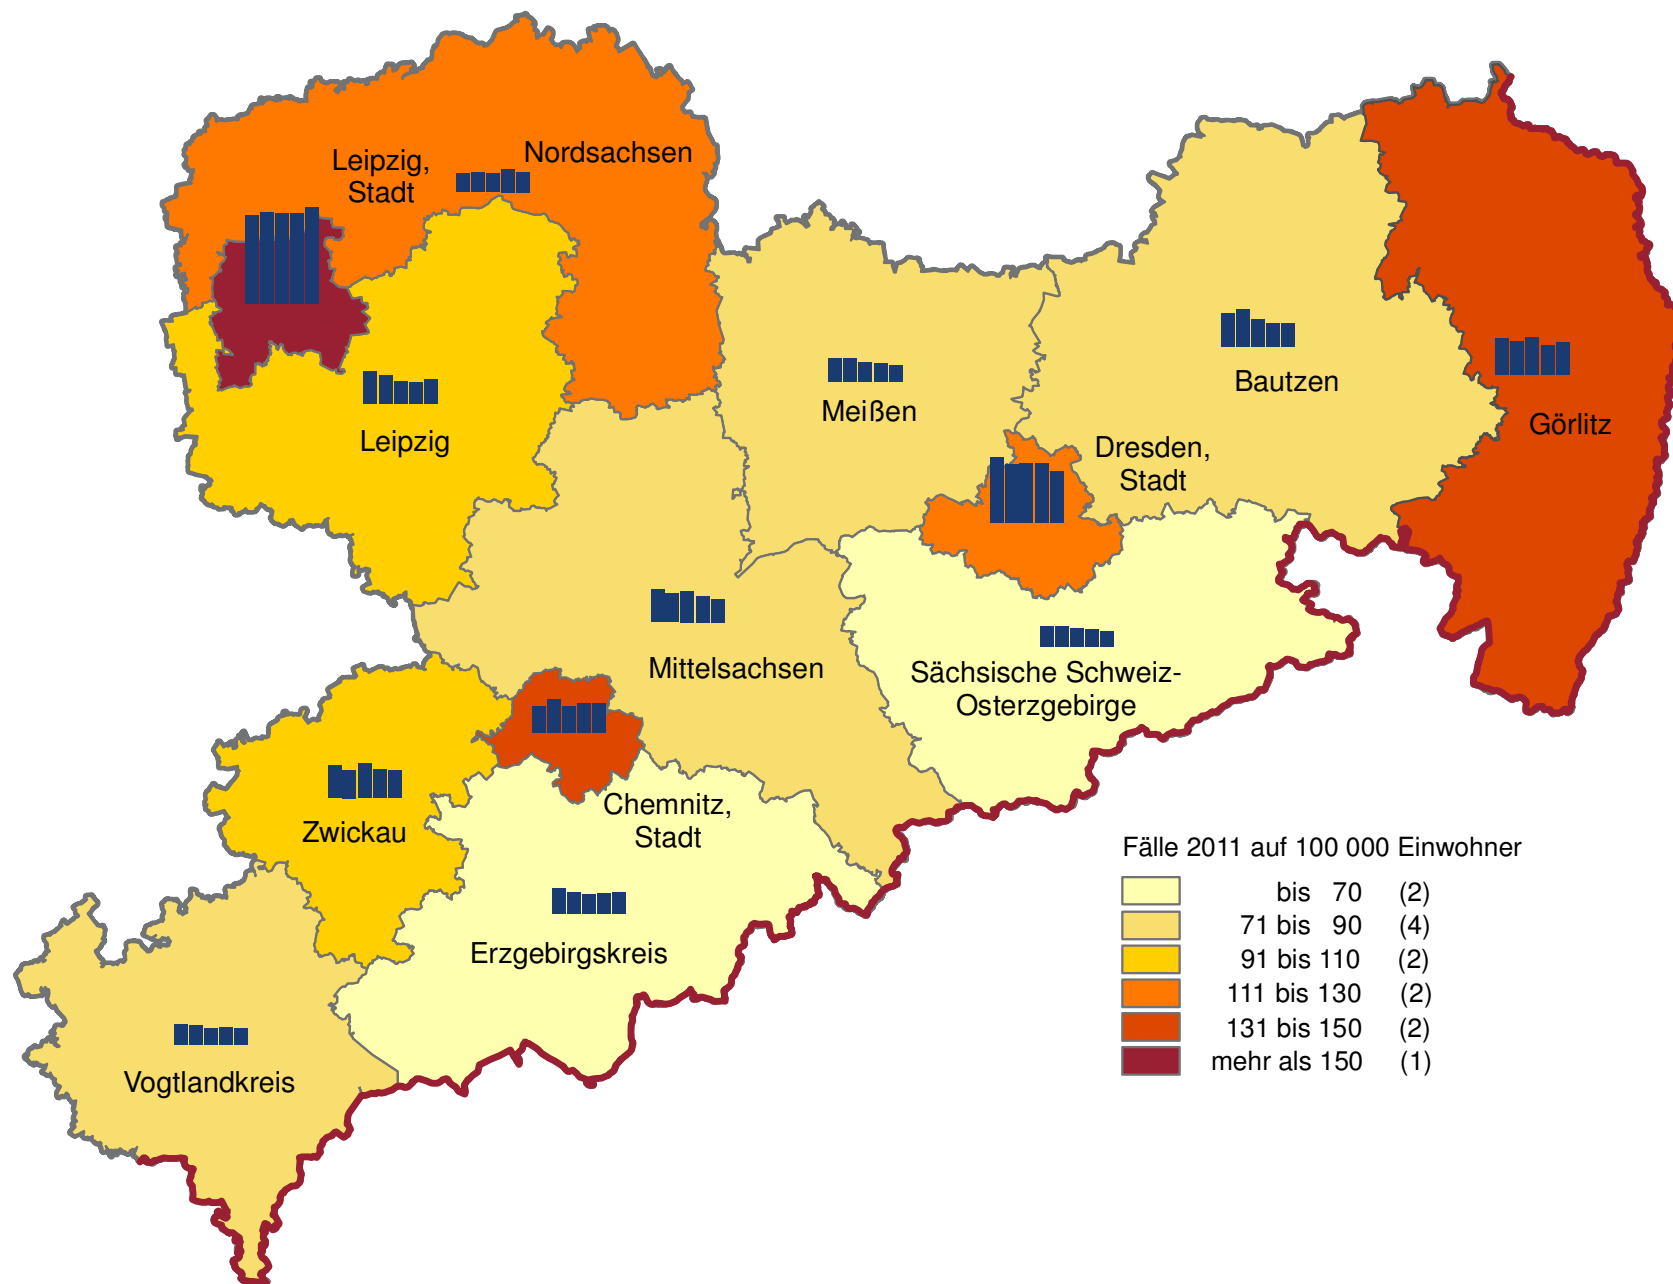 Leipzig,
Stadt
Nordsachsen
Leipzig
Meißen
Bautzen
Görlitz
Dresden,
Stadt
Mittelsachsen
Sächsische Schweiz-
Osterzgebirge
Chemnitz,
Stadt
Zwickau
Erzgebirgskreis
Vogtlandkreis
Fälle 2011 auf 100 000 Einwohner
bis 70 (2)
71 bis 90 (4)
91 bis 110 (2)
111 bis 130 (2)
131 bis 150 (2)
mehr als 150 (1)